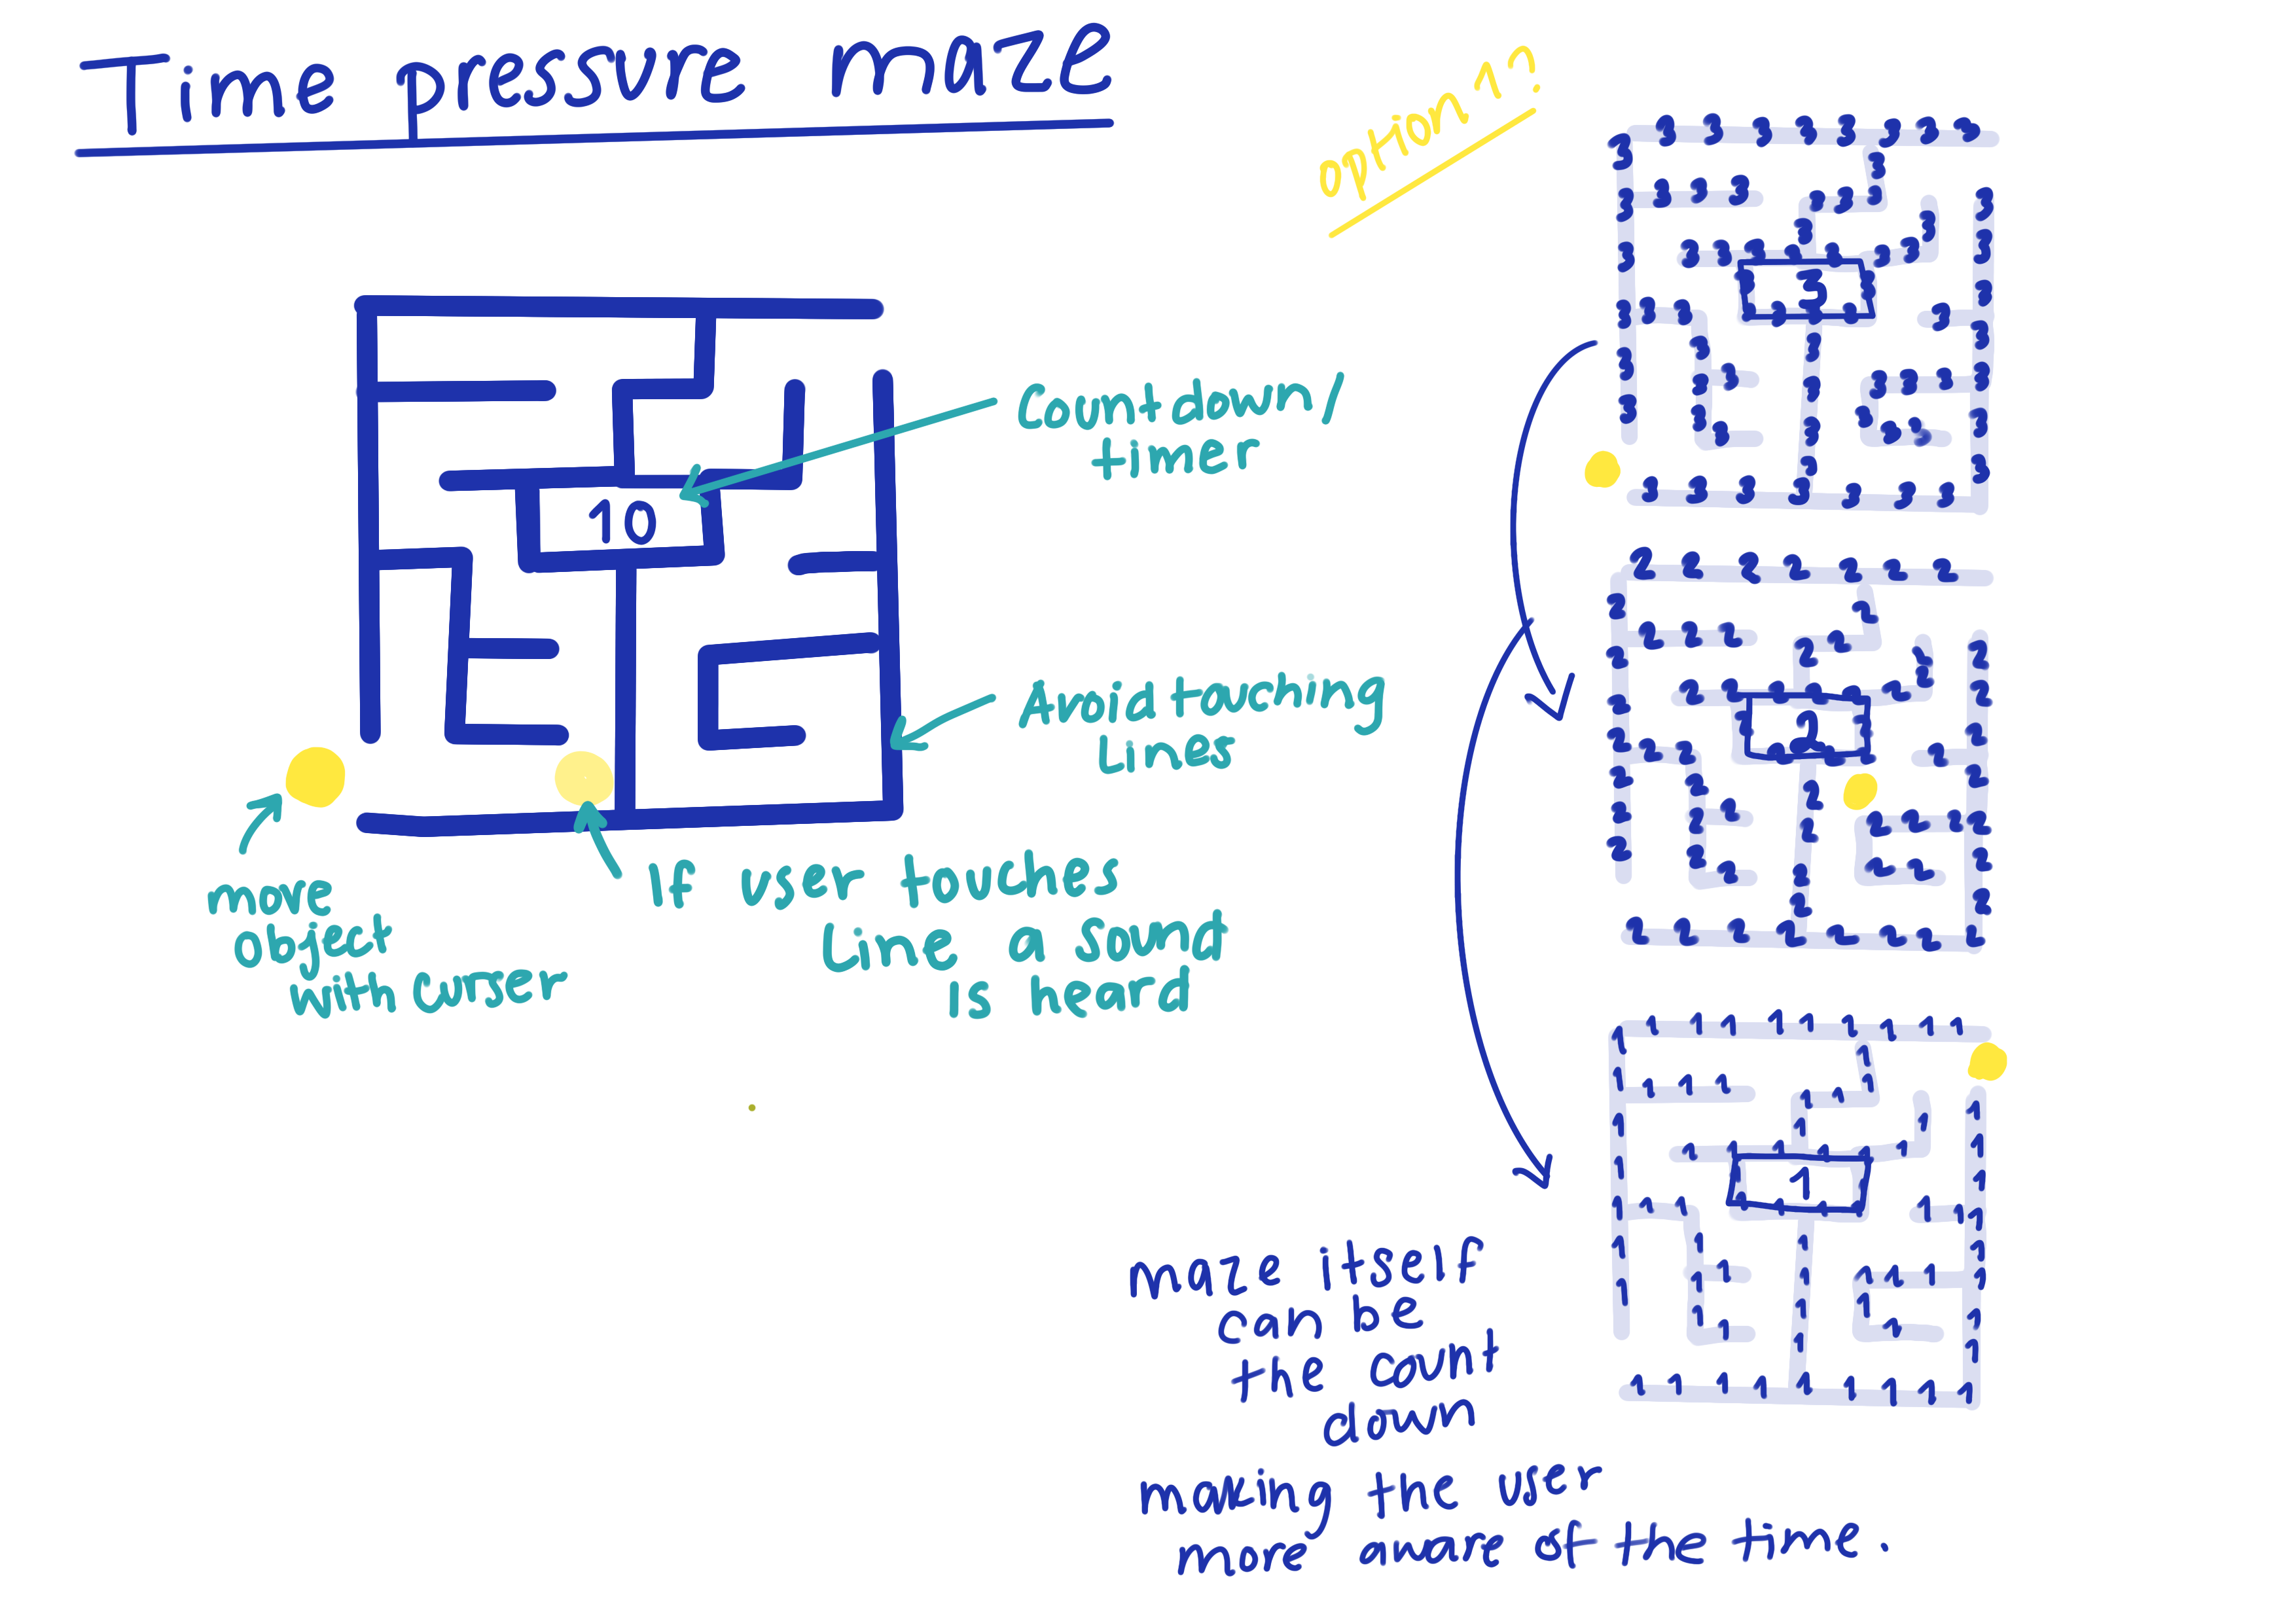 Time pressure maze
option 1?
10
Countdown/
timer
Avoid touching
Lines
move
object
with curser
If user touches
Line a sound
is heard
3
2
1
maze itself
can be
the count
down
making the user
more aware of the time.